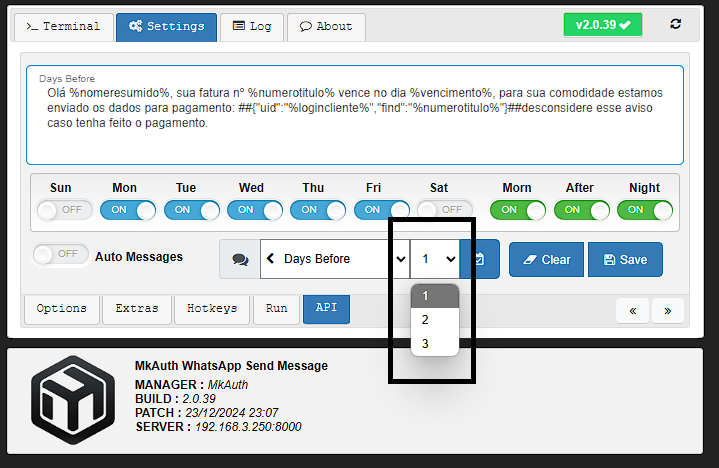 >_ Terminal
Settings
Log
About
v2.0.39
Days Before
Olá %nomeresumido%, sua fatura nº %numerotitulo% vence no dia %vencimento%, para sua comodidade estamos
enviado os dados para pagamento: ##{"uid":"%logincliente%","find":"%numerotitulo%"}##desconsidere esse aviso
caso tenha feito o pagamento.
Sun Mon Tue Wed Thu Fri Sat Morn After Night
OFF ON ON ON ON ON OFF ON ON ON
OFF Auto Messages
Days Before
1
Clear
Save
1
2
3
Options
Extras
Hotkeys
Run
API
«
»
MkAuth WhatsApp Send Message
MANAGER : MkAuth
BUILD : 2.0.39
PATCH : 23/12/2024 23:07
SERVER : 192.168.3.250:8000